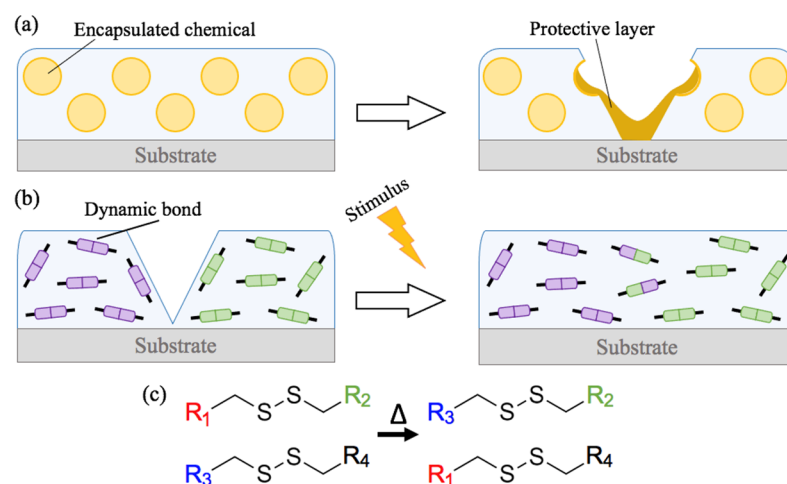 (a)
Encapsulated chemical
Protective layer
Substrate
Substrate
(b)
Dynamic bond
Stimulus
Substrate
Substrate
(c)
R1 S S R2
Δ
R3 S S R2
R3 S S R4
R1 S S R4